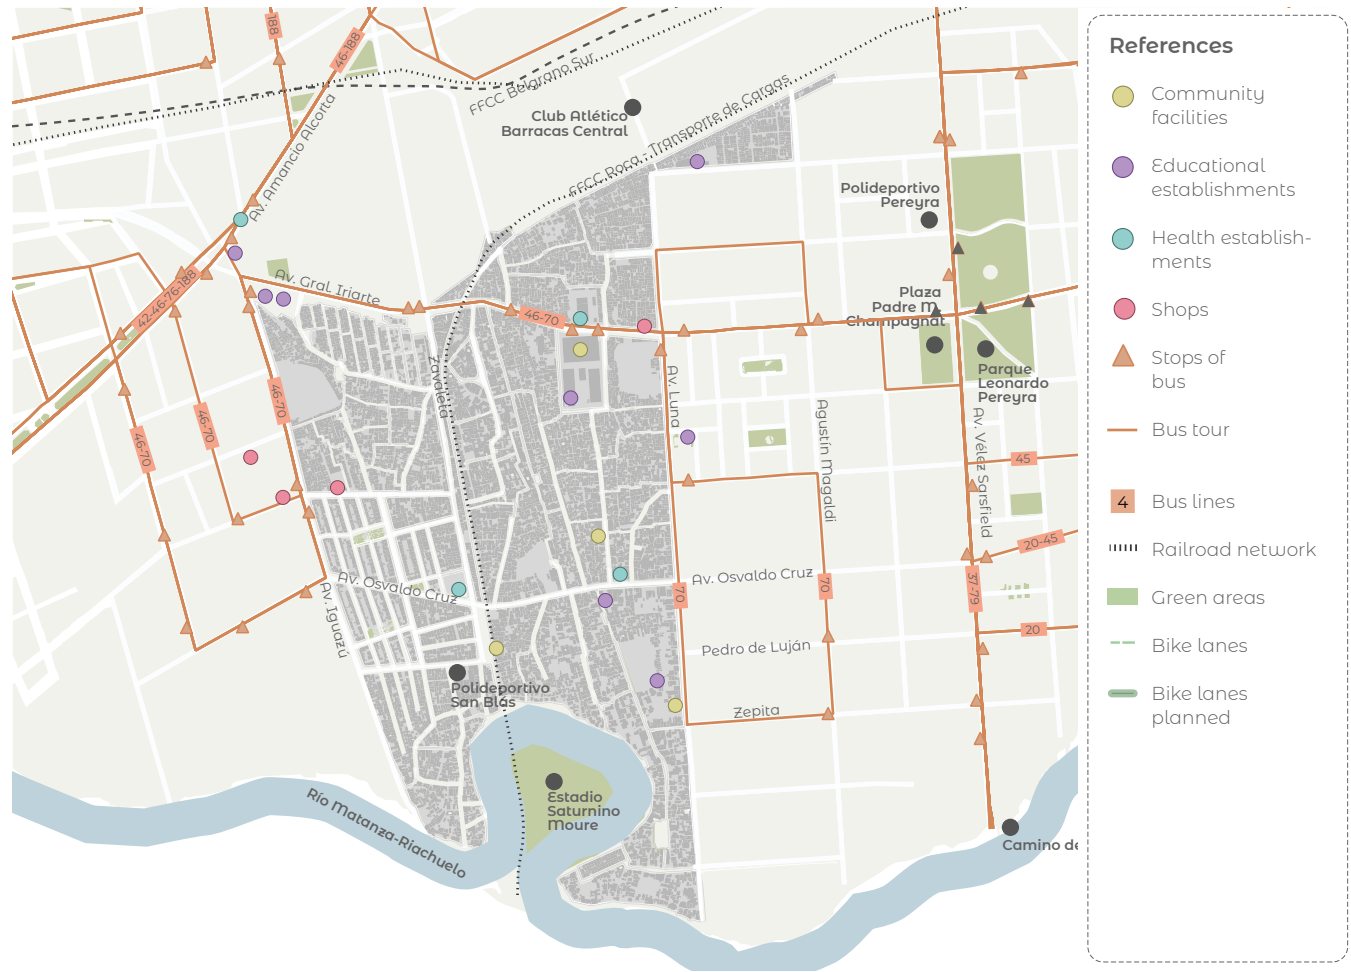 188
46-188
FFCC Belgrano Sur
Av. Amancio Alcorta
Club Atlético
Barracas Central
FFCC Roca - Transporte de Cargas
Polideportivo
Pereyra
42-46-76-188
Av. Gral. Iriarte
46-70
Plaza
Padre M.
Champagnat
Parque
Leonardo
Pereyra
Zavaleta
Av. Luna
Agustín Magaldi
Av. Vélez Sarsfield
46-70
46-70
46-70
45
20-45
Av. Osvaldo Cruz
Av. Osvaldo Cruz
Av. Iguazú
70
70
37-79
20
Pedro de Luján
Polideportivo
San Blás
Zepita
Estadio
Saturnino
Moure
Río Matanza-Riachuelo
Camino de
References
Community
facilities
Educational
establishments
Health establish-
ments
Shops
Stops of
bus
Bus tour
4
Bus lines
Railroad network
Green areas
Bike lanes
Bike lanes
planned